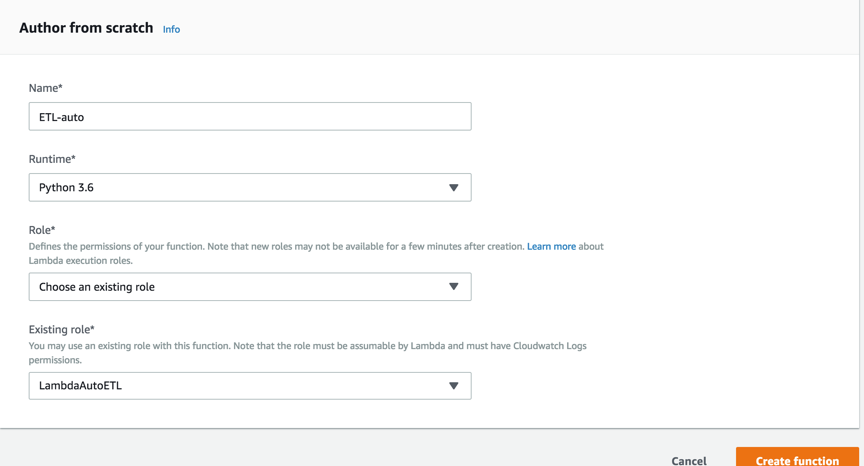 Author from scratch Info
Name*
ETL-auto
Runtime*
Python 3.6
Role*
Defines the permissions of your function. Note that new roles may not be available for a few minutes after creation. Learn more about
Lambda execution roles.
Choose an existing role
Existing role*
You may use an existing role with this function. Note that the role must be assumable by Lambda and must have Cloudwatch Logs
permissions.
LambdaAutoETL
Cancel Create function